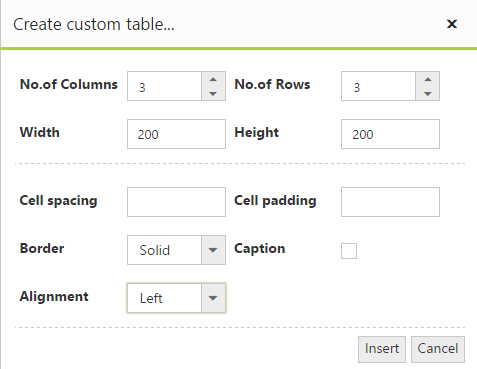 Create custom table...
No.of Columns 3 No.of Rows 3
Width 200 Height 200
Cell spacing Cell padding
Border Solid Caption
Alignment Left
Insert Cancel